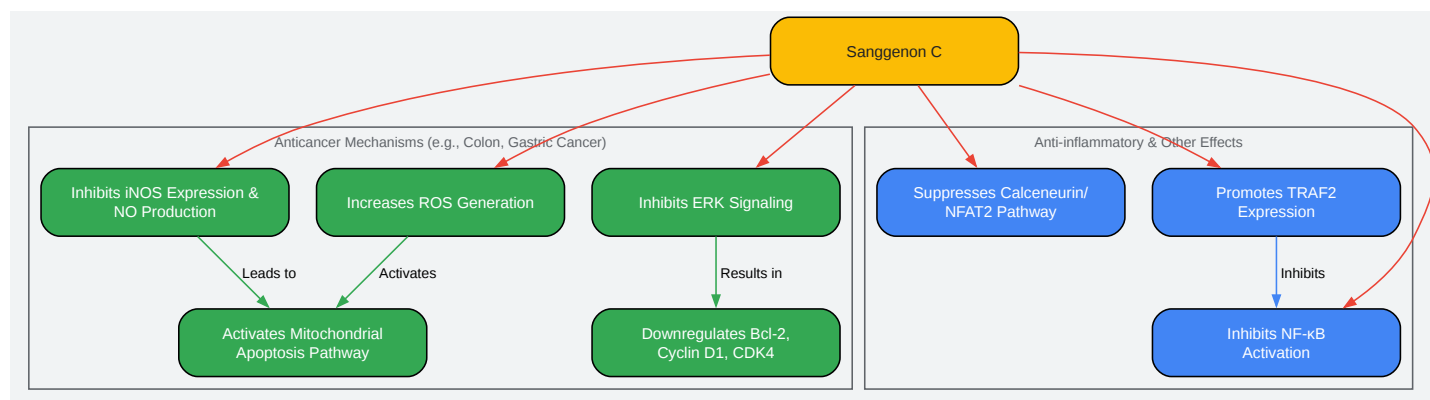 Sanggenon C
Anticancer Mechanisms (e.g., Colon, Gastric Cancer)
Anti-inflammatory & Other Effects
Inhibits iNOS Expression &
NO Production
Increases ROS Generation
Inhibits ERK Signaling
Suppresses Calceneurin/
NFAT2 Pathway
Promotes TRAF2
Expression
Leads to
Activates
Results in
Inhibits
Activates Mitochondrial
Apoptosis Pathway
Downregulates Bcl-2,
Cyclin D1, CDK4
Inhibits NF-κB
Activation